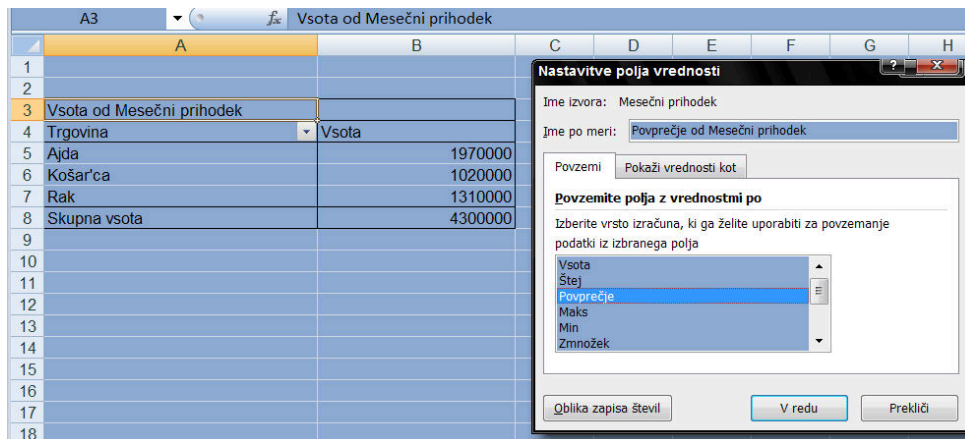 A3 fx Vsota od Mesečni prihodek
A B C D E F G H
1
2
3 Vsota od Mesečni prihodek
4 Trgovina Vsota
5 Ajda 1970000
6 Košar'ca 1020000
7 Rak 1310000
8 Skupna vsota 4300000
9
10
11
12
13
14
15
16
17
18
Nastavitve polja vrednosti ? X
Ime izvora: Mesečni prihodek
Ime po meri: Povprečje od Mesečni prihodek
Povzemi Pokaži vrednosti kot
Povzemite polja z vrednostmi po
Izberite vrsto izračuna, ki ga želite uporabiti za povzemanje
podatki iz izbranega polja
Vsota
Štej
Povprečje
Maks
Min
Zmnožek
Oblika zapisa števil V redu Prekliči